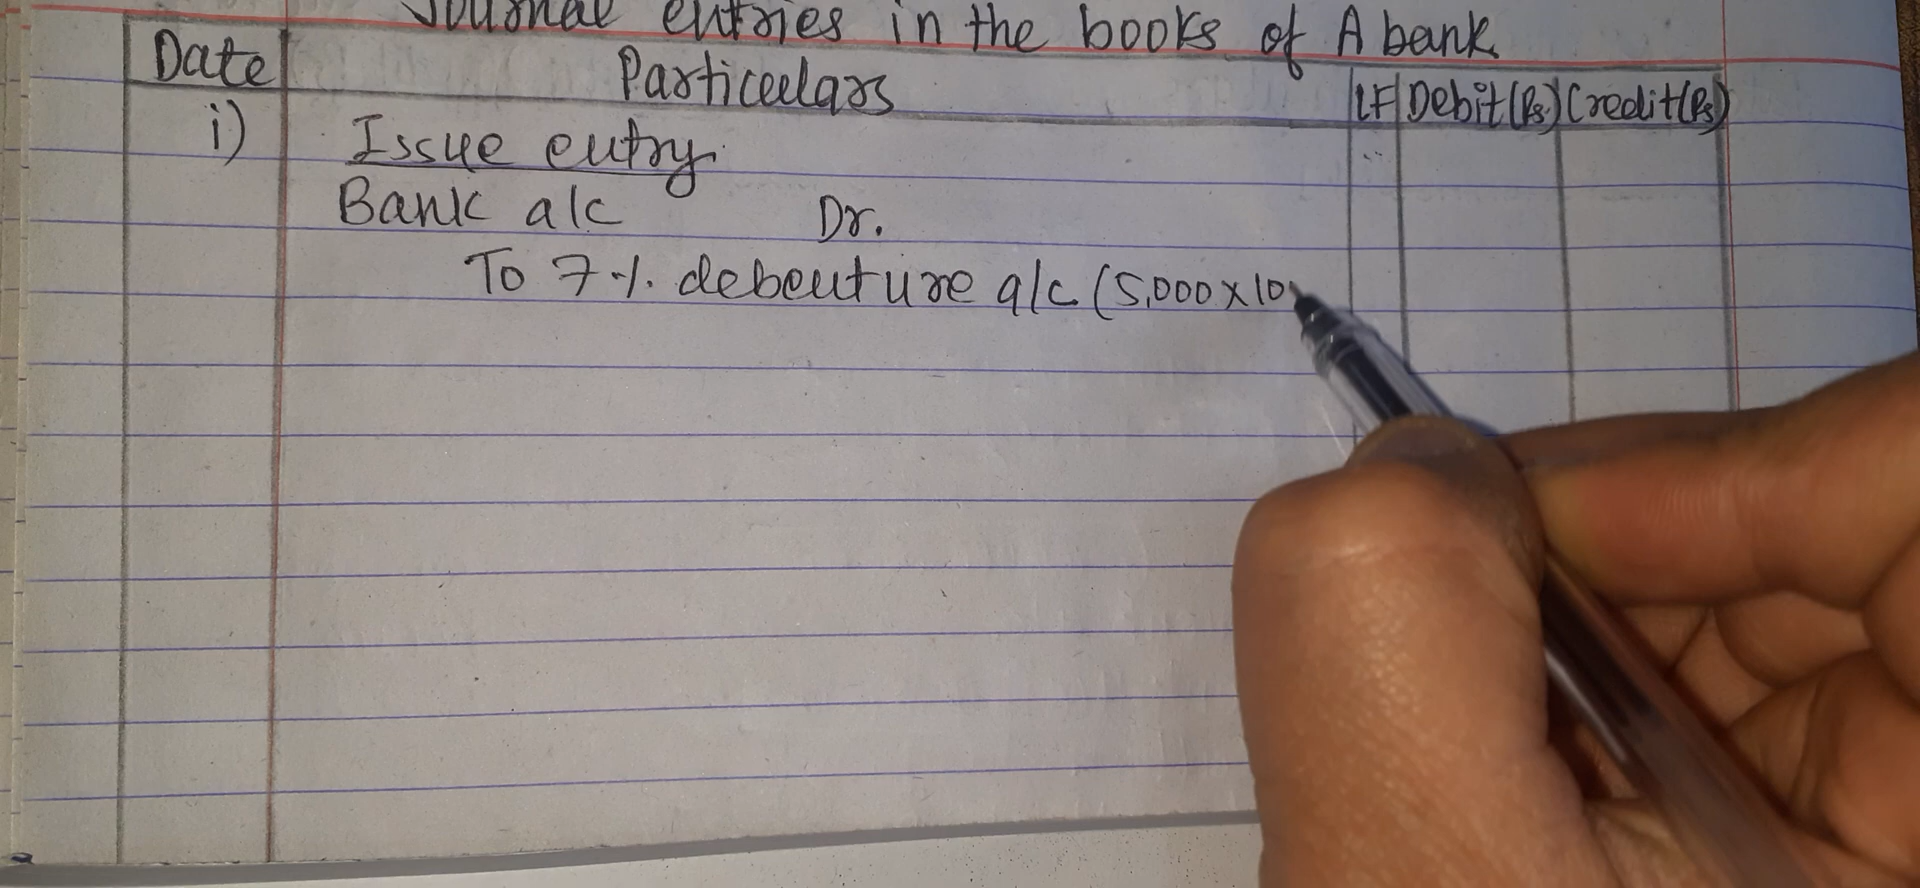 Journal entries in the books of A bank
Date Particulars LF Debit(Rs) Credit(Rs)
i) Issue entry
Bank a/c Dr.
To 7% debenture a/c (5,000 x 10